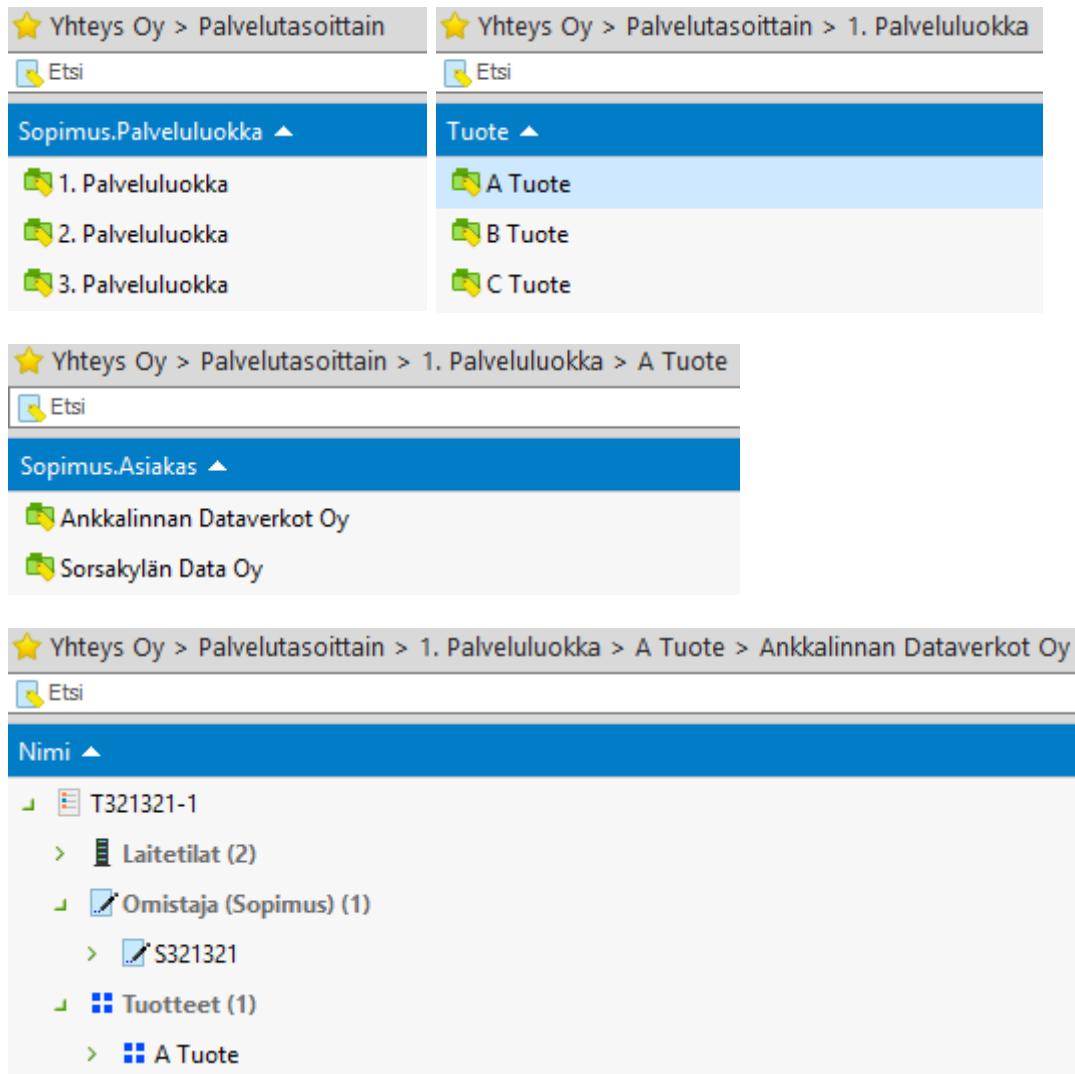 Yhteys Oy > Palvelutasoittain
Etsi
Sopimus.Palveluluokka
1. Palveluluokka
2. Palveluluokka
3. Palveluluokka
Yhteys Oy > Palvelutasoittain > 1. Palveluluokka
Etsi
Tuote
A Tuote
B Tuote
C Tuote
Yhteys Oy > Palvelutasoittain > 1. Palveluluokka > A Tuote
Etsi
Sopimus.Asiakas
Ankkalinnan Dataverkot Oy
Sorsakylän Data Oy
Yhteys Oy > Palvelutasoittain > 1. Palveluluokka > A Tuote > Ankkalinnan Dataverkot Oy
Etsi
Nimi
T321321-1
Laitetilat (2)
Omistaja (Sopimus) (1)
S321321
Tuotteet (1)
A Tuote